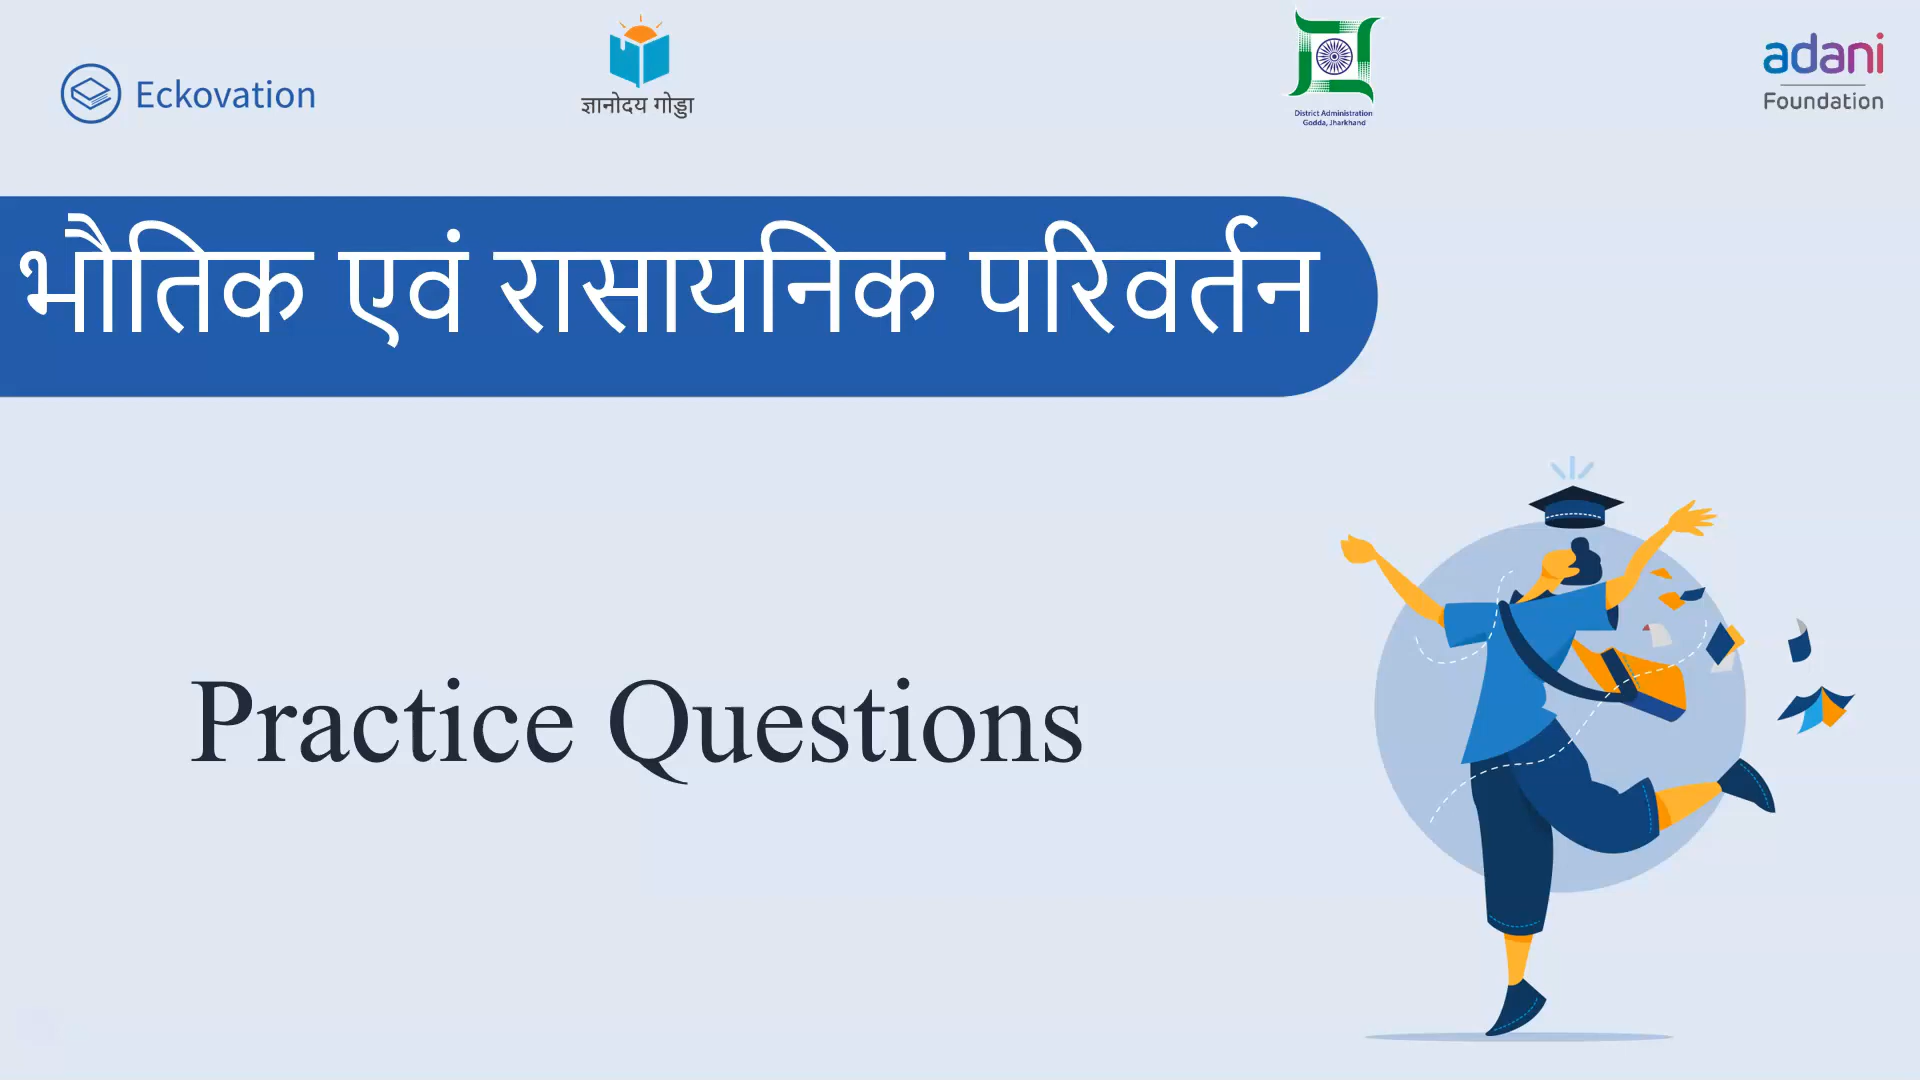 Eckovation
ज्ञानोदय गोड्डा
District Administration
Godda, Jharkhand
adani
Foundation
भौतिक एवं रासायनिक परिवर्तन
Practice Questions